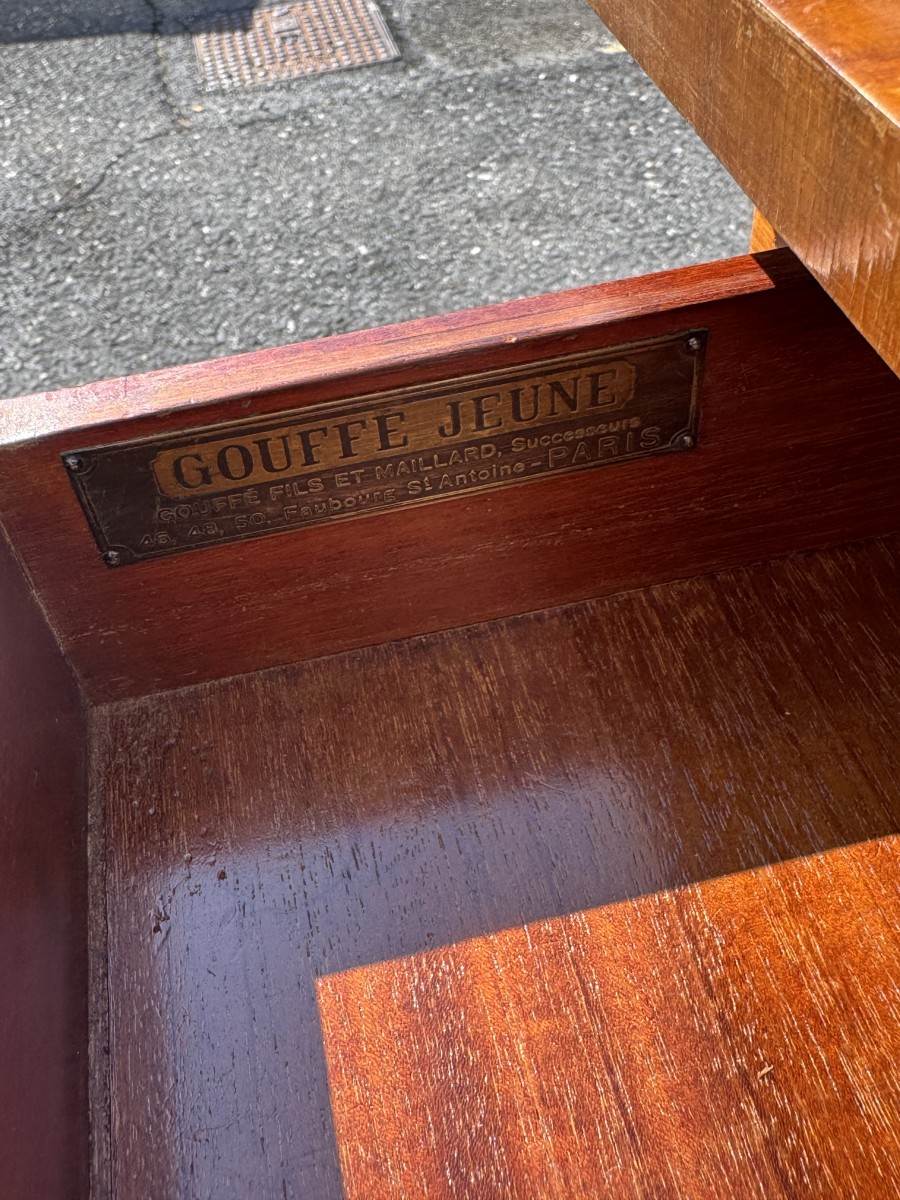 GOUFFÉ JEUNE
GOUFFÉ FILS ET MAILLARD, Successeurs
46, 48, 50, Faubourg St Antoine - PARIS